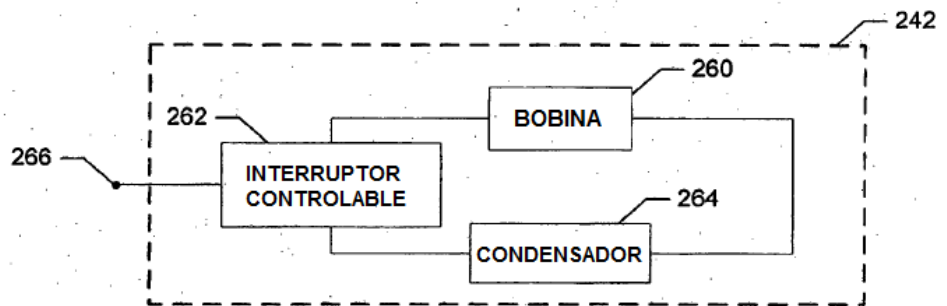 242
260
BOBINA
262
266
INTERRUPTOR
CONTROLABLE
264
CONDENSADOR